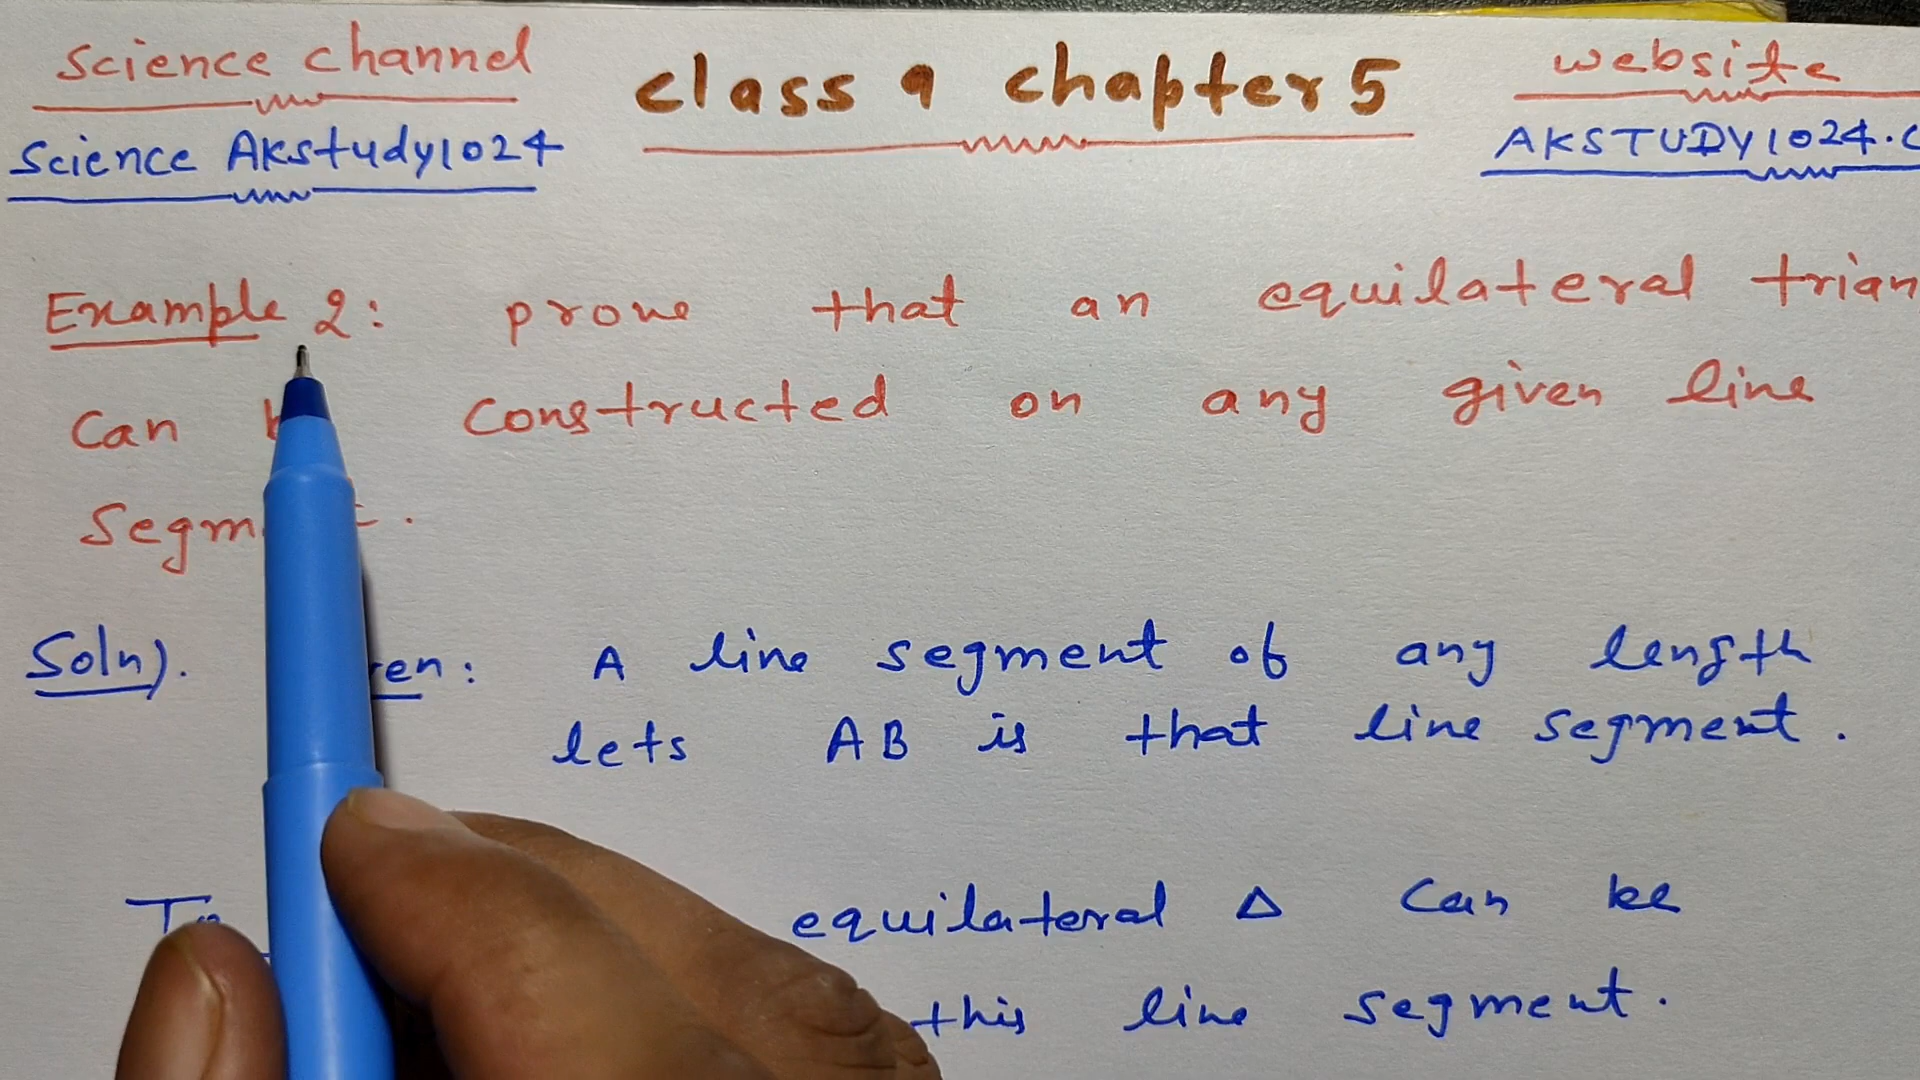 Science channel
Science AKstudy1024
class 9 chapter 5
website
AKSTUDY1024.C
Example 2: prove that an equilateral trian
can constructed on any given line
Segm
Soln). A line segment of any length
lets AB is that line segment.
To equilateral Δ can be
this line segment.